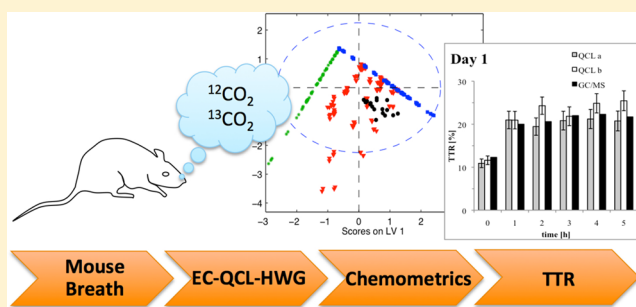 ¹²CO₂
¹³CO₂
2
1
0
−1
−2
−3
−4
−3
−2
−1
0
1
2
3
Scores on LV 1
Day 1
QCL a
QCL b
GC/MS
TTR [%]
30
20
10
0
0
1
2
3
4
5
time [h]
Mouse Breath
EC-QCL-HWG
Chemometrics
TTR